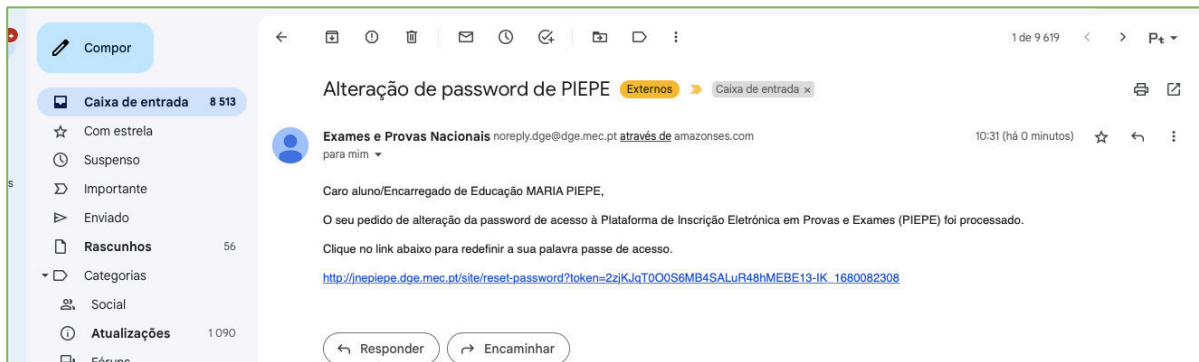 Compor
1 de 9 619
Pt
Caixa de entrada 8 513
Com estrela
Suspenso
Importante
Enviado
Rascunhos 56
Categorias
Social
Atualizações 1 090
Alteração de password de PIEPE Externos Caixa de entrada ×
Exames e Provas Nacionais noreply.dge@dge.mec.pt através de amazonses.com 10:31 (há 0 minutos)
para mim
Caro aluno/Encarregado de Educação MARIA PIEPE,
O seu pedido de alteração da password de acesso à Plataforma de Inscrição Eletrónica em Provas e Exames (PIEPE) foi processado.
Clique no link abaixo para redefinir a sua palavra passe de acesso.
http://jnepiepe.dge.mec.pt/site/reset-password?token=2zjKJqT0O0S6MB4SALuR48hMEBE13-IK_1680082308
Responder Encaminhar